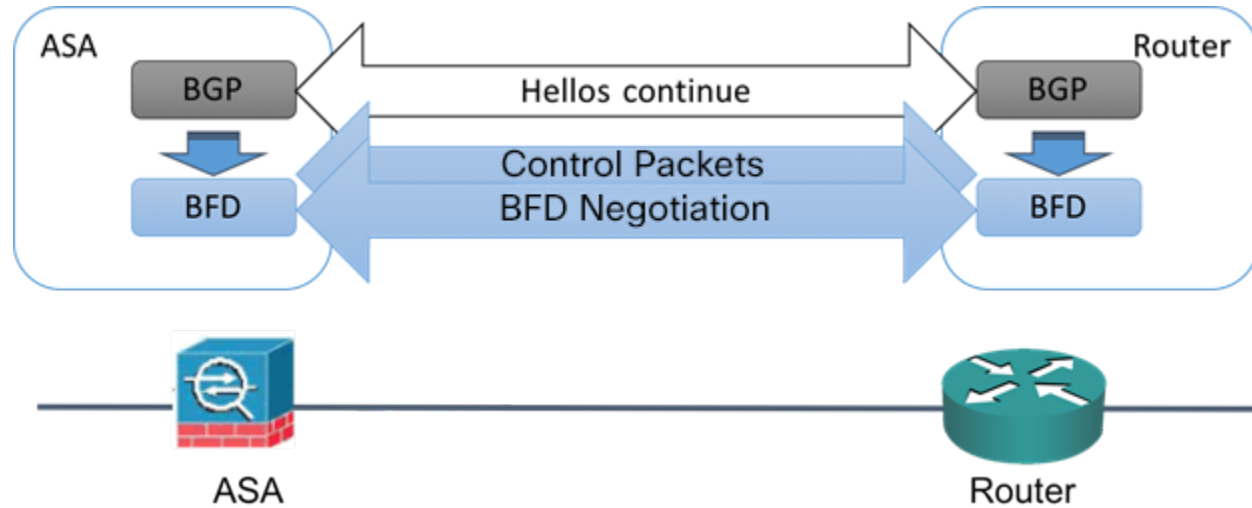 ASA
Router
BGP
Hellos continue
BGP
Control Packets
BFD
BFD Negotiation
BFD
ASA
Router